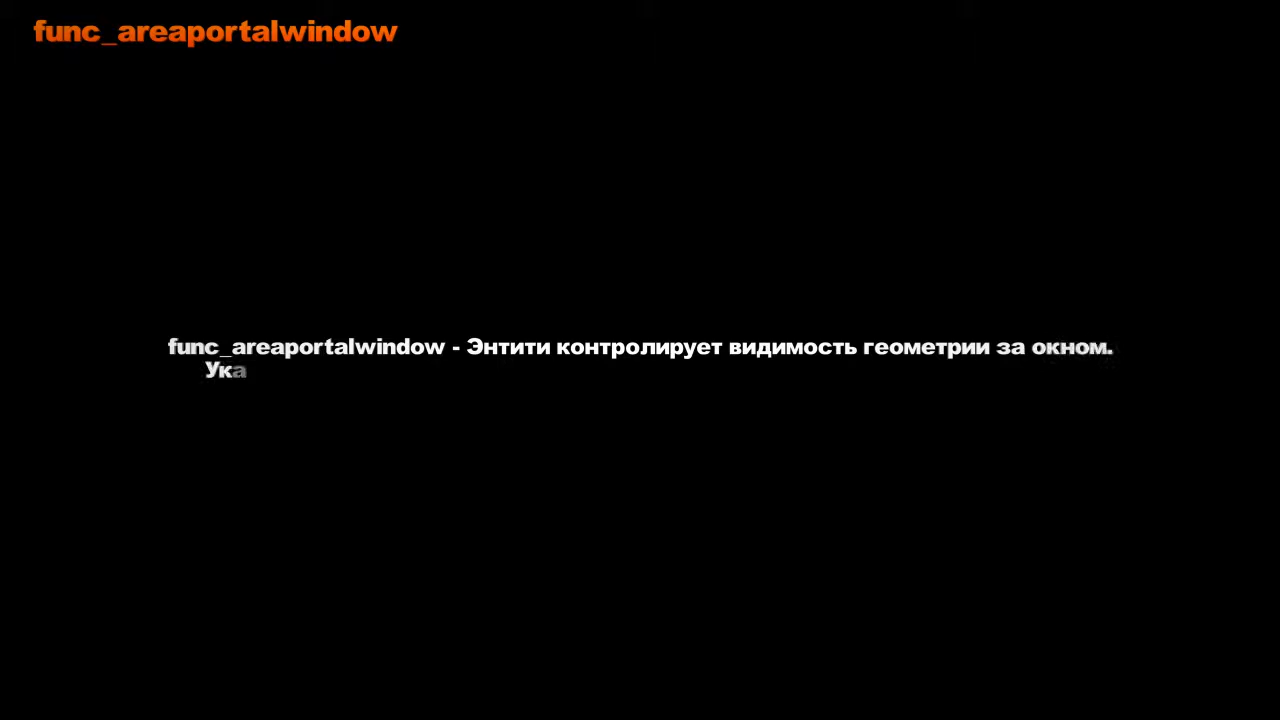 func_areaportalwindow
func_areaportalwindow - Энтити контролирует видимость геометрии за окном.
Ука